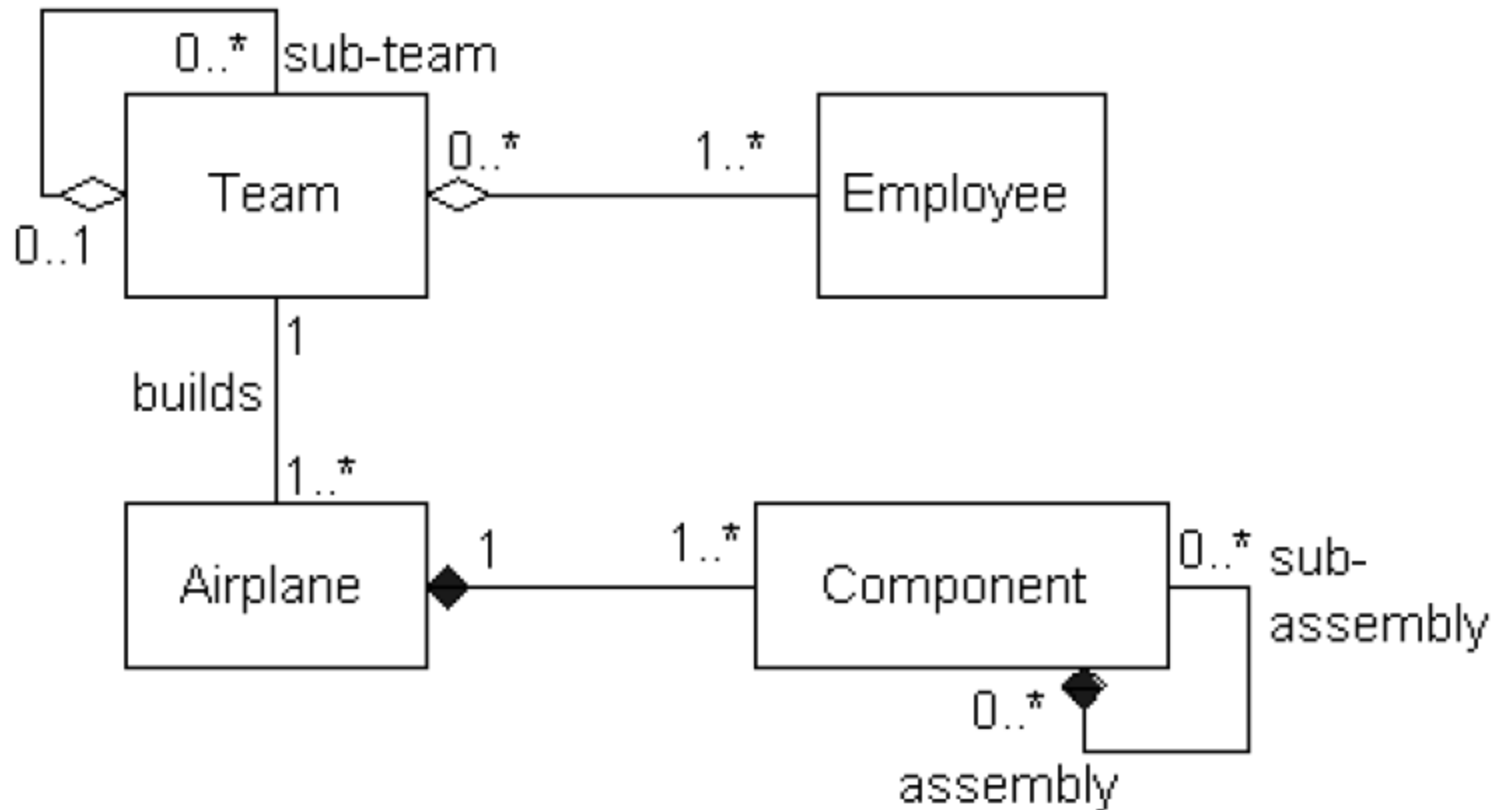 0..* sub-team
0..* 1..*
Team Employee
0..1
1
builds
1..*
1 1..* 0..* sub-
Airplane Component assembly
0..*
assembly